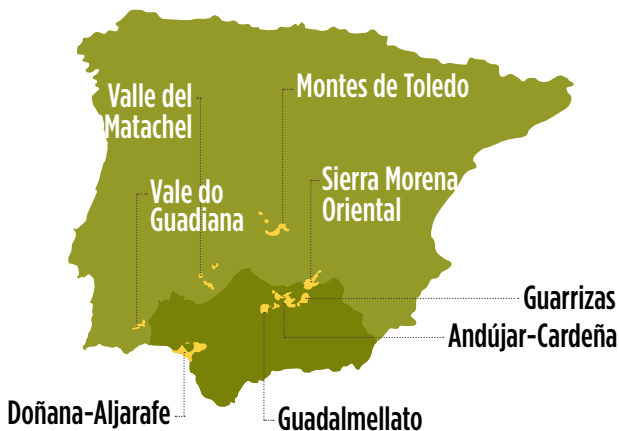 Valle del
Matachel
Montes de Toledo
Vale do
Guadiana
Sierra Morena
Oriental
Guarrizas
Andújar-Cardeña
Doñana-Aljarafe
Guadalmellato